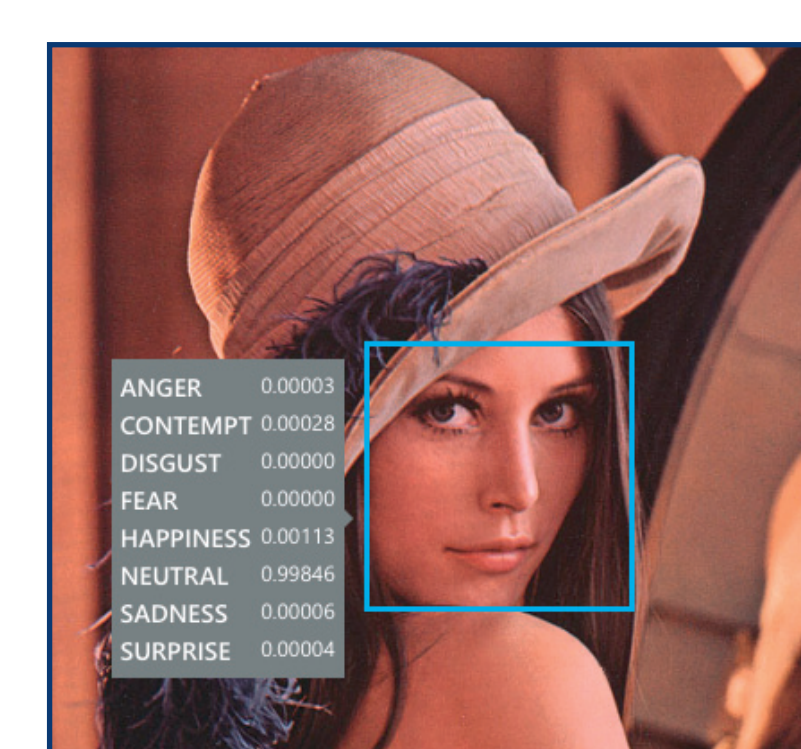 ANGER 0.00003
CONTEMPT 0.00028
DISGUST 0.00000
FEAR 0.00000
HAPPINESS 0.00113
NEUTRAL 0.99846
SADNESS 0.00006
SURPRISE 0.00004